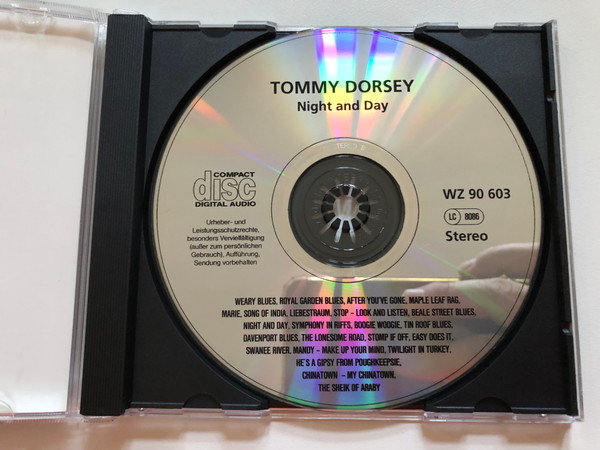 TOMMY DORSEY
Night and Day
COMPACT
disc
DIGITAL AUDIO
WZ 90 603
LC 8086
Stereo
Urheber- und
Leistungsschutzrechte,
besonders Vervielfältigung
(außer zum persönlichen
Gebrauch), Aufführung,
Sendung vorbehalten
WEARY BLUES, ROYAL GARDEN BLUES, AFTER YOU'VE GONE, MAPLE LEAF RAG,
MARIE, SONG OF INDIA, LIEBESTRAUM, STOP - LOOK AND LISTEN, BEALE STREET BLUES,
NIGHT AND DAY, SYMPHONY IN RIFFS, BOOGIE WOOGIE, TIN ROOF BLUES,
DAVENPORT BLUES, THE LONESOME ROAD, STOMP IF OFF, EASY DOES IT,
SWANEE RIVER, MANDY - MAKE UP YOUR MIND, TWILIGHT IN TURKEY,
HE'S A GIPSY FROM POUGHKEEPSIE,
CHINATOWN - MY CHINATOWN,
THE SHEIK OF ARABY